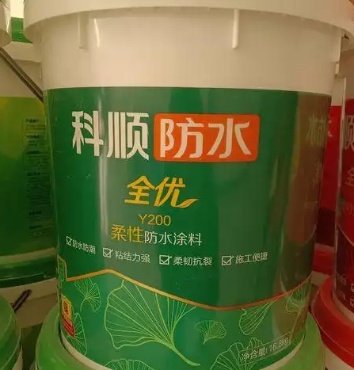 科顺防水
全优
Y200
柔性防水涂料
防水防潮 粘结力强 柔韧抗裂 施工便捷